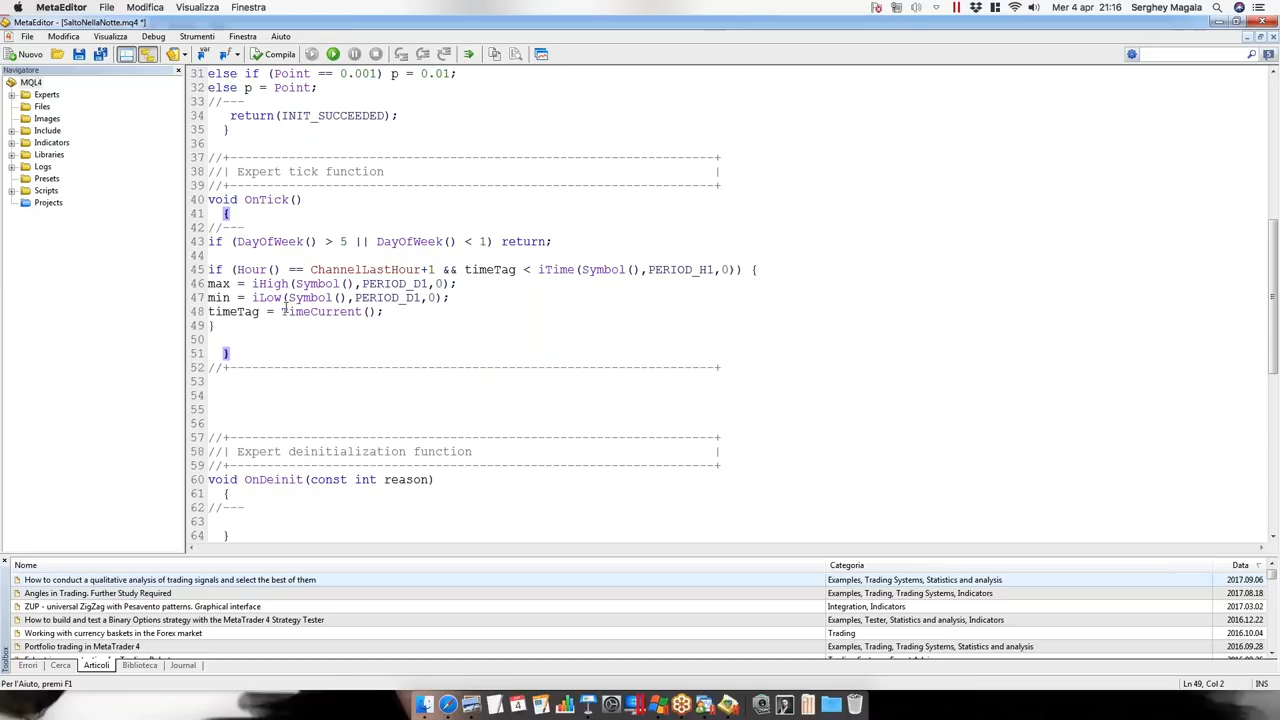 MetaEditor File Modifica Visualizza Finestra Mer 4 apr 21:16 Serghey Magala
MetaEditor - [SaltoNellaNotte.mq4 *]
File Modifica Visualizza Debug Strumenti Finestra Aiuto
Nuovo Compila
Navigatore
MQL4
Experts
Files
Images
Include
Indicators
Libraries
Logs
Presets
Scripts
Projects
31 else if (Point == 0.001) p = 0.01;
32 else p = Point;
33 //---
34 return(INIT_SUCCEEDED);
35 }
36
37 //+------------------------------------------------------------------+
38 //| Expert tick function |
39 //+------------------------------------------------------------------+
40 void OnTick()
41 {
42 //---
43 if (DayOfWeek() > 5 || DayOfWeek() < 1) return;
44
45 if (Hour() == ChannelLastHour+1 && timeTag < iTime(Symbol(),PERIOD_H1,0)) {
46 max = iHigh(Symbol(),PERIOD_D1,0);
47 min = iLow(Symbol(),PERIOD_D1,0);
48 timeTag = TimeCurrent();
49 }
50
51 }
52 //+------------------------------------------------------------------+
53
54
55
56
57 //+------------------------------------------------------------------+
58 //| Expert deinitialization function |
59 //+------------------------------------------------------------------+
60 void OnDeinit(const int reason)
61 {
62 //---
63
64 }
Nome Categoria Data
How to conduct a qualitative analysis of trading signals and select the best of them Examples, Trading Systems, Statistics and analysis 2017.09.06
Angles in Trading. Further Study Required Examples, Trading, Trading Systems, Indicators 2017.08.18
ZUP - universal ZigZag with Pesavento patterns. Graphical interface Integration, Indicators 2017.03.02
How to build and test a Binary Options strategy with the MetaTrader 4 Strategy Tester Examples, Tester, Statistics and analysis, Indicators 2016.12.22
Working with currency baskets in the Forex market Trading 2016.10.04
Portfolio trading in MetaTrader 4 Examples, Trading, Trading Systems, Statistics and analysis 2016.09.28
Toolbox
Errori Cerca Articoli Biblioteca Journal
Per l'Aiuto, premi F1 Ln 49, Col 2 INS